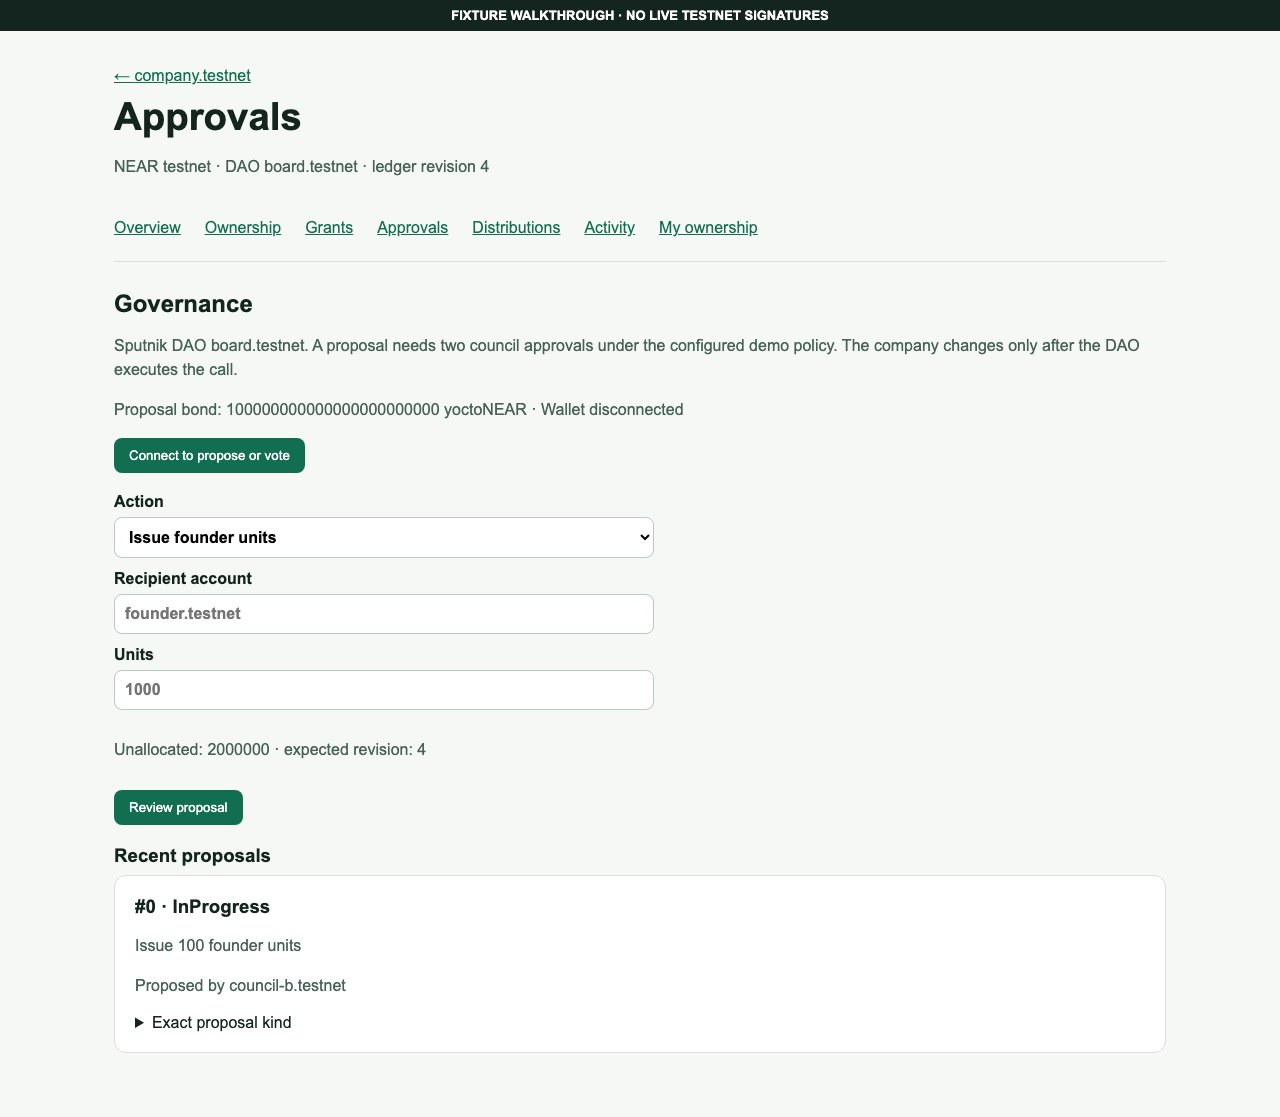 FIXTURE WALKTHROUGH · NO LIVE TESTNET SIGNATURES
← company.testnet
Approvals
NEAR testnet · DAO board.testnet · ledger revision 4
Overview Ownership Grants Approvals Distributions Activity My ownership
Governance
Sputnik DAO board.testnet. A proposal needs two council approvals under the configured demo policy. The company changes only after the DAO
executes the call.
Proposal bond: 100000000000000000000000 yoctoNEAR · Wallet disconnected
Connect to propose or vote
Action
Issue founder units
Recipient account
founder.testnet
Units
1000
Unallocated: 2000000 · expected revision: 4
Review proposal
Recent proposals
#0 · InProgress
Issue 100 founder units
Proposed by council-b.testnet
▶ Exact proposal kind